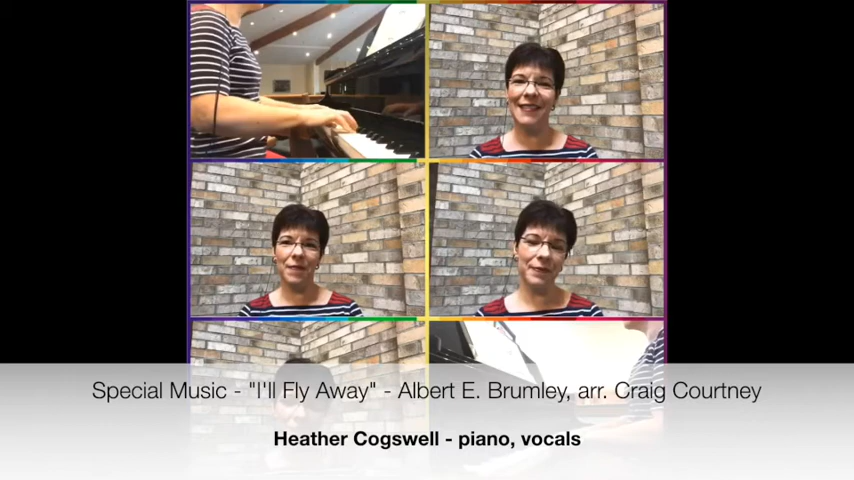 Special Music - "I'll Fly Away" - Albert E. Brumley, arr. Craig Courtney
Heather Cogswell - piano, vocals